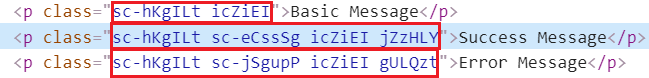 <p class="sc-hKgILt icZiEI">Basic Message</p>
<p class="sc-hKgILt sc-eCssSg icZiEI jZzHLY">Success Message</p>
<p class="sc-hKgILt sc-jSgupP icZiEI gULQzt">Error Message</p>